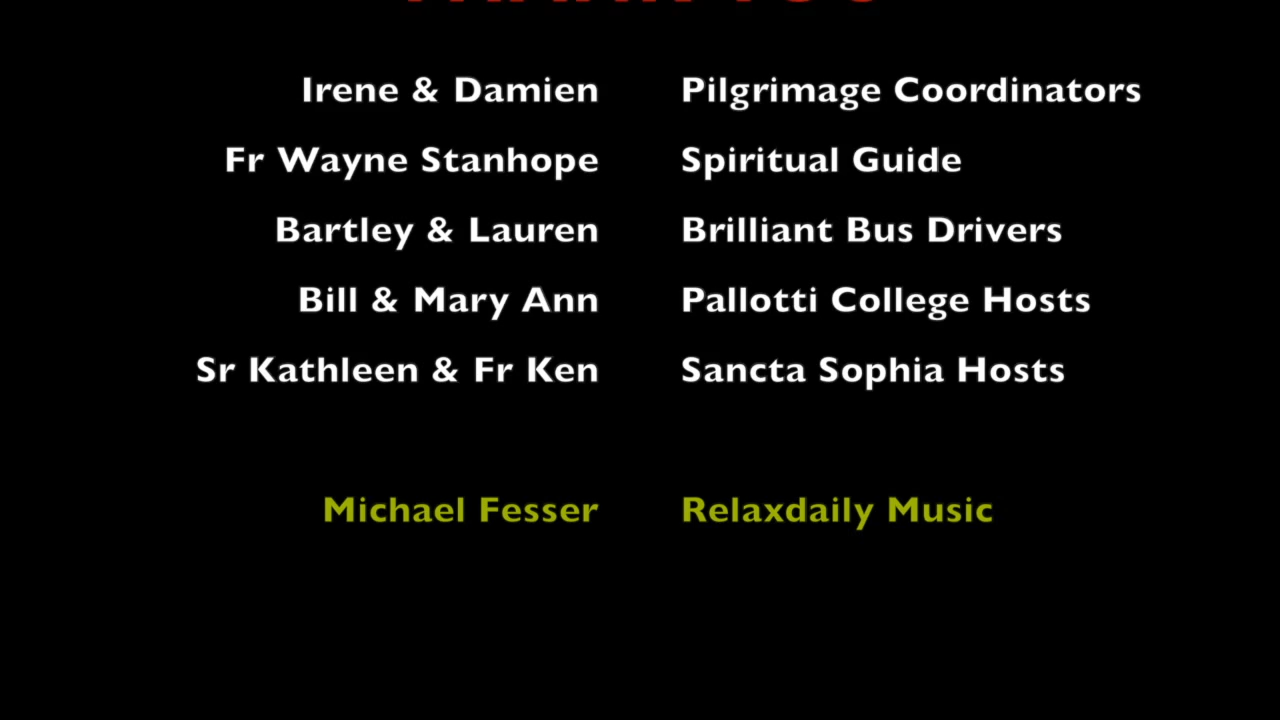 Irene & Damien Pilgrimage Coordinators
Fr Wayne Stanhope Spiritual Guide
Bartley & Lauren Brilliant Bus Drivers
Bill & Mary Ann Pallotti College Hosts
Sr Kathleen & Fr Ken Sancta Sophia Hosts
Michael Fesser Relaxdaily Music